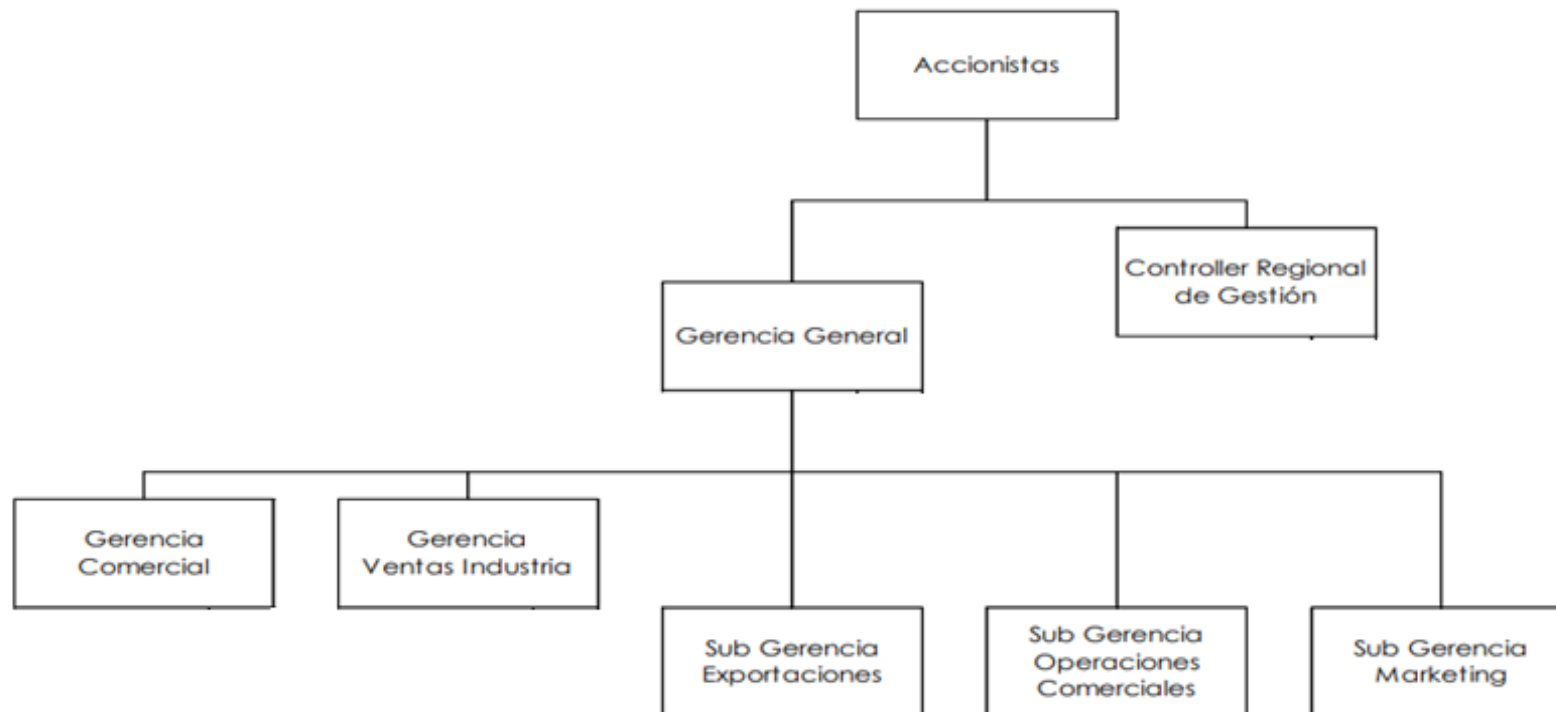 Accionistas
Controller Regional
de Gestión
Gerencia General
Gerencia
Comercial
Gerencia
Ventas Industria
Sub Gerencia
Exportaciones
Sub Gerencia
Operaciones
Comerciales
Sub Gerencia
Marketing